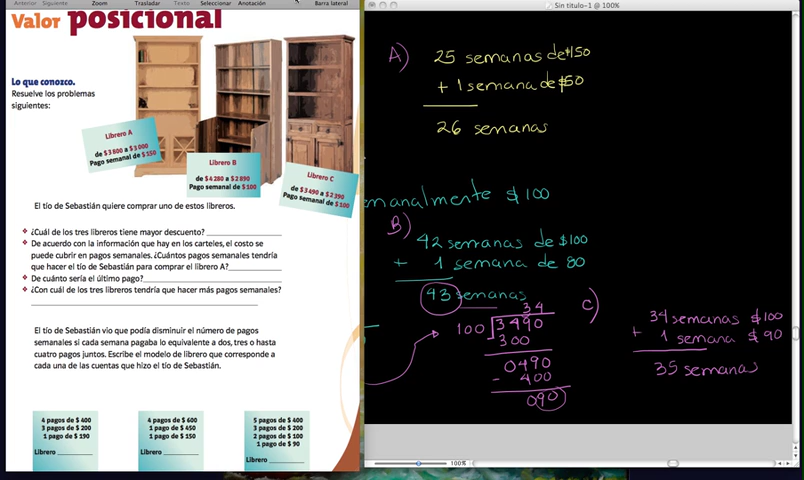 Anterior Siguiente Zoom Trasladar Texto Seleccionar Anotación Barra lateral
Sin título-1 @ 100%
Valor posicional
Lo que conozco.
Resuelve los problemas
siguientes:
Librero A
de $3 800 a $3 000
Pago semanal de $150
Librero B
de $4 280 a $2 890
Pago semanal de $100
Librero C
de $3 490 a $2 390
Pago semanal de $100
El tío de Sebastián quiere comprar uno de estos libreros.
¿Cuál de los tres libreros tiene mayor descuento?
De acuerdo con la información que hay en los carteles, el costo se
puede cubrir en pagos semanales. ¿Cuántos pagos semanales tendría
que hacer el tío de Sebastián para comprar el librero A?
De cuánto sería el último pago?
¿Con cuál de los tres libreros tendría que hacer más pagos semanales?
El tío de Sebastián vio que podía disminuir el número de pagos
semanales si cada semana pagaba lo equivalente a dos, tres o hasta
cuatro pagos juntos. Escribe el modelo de librero que corresponde a
cada una de las cuentas que hizo el tío de Sebastián.
4 pagos de $ 400
3 pagos de $ 200
1 pago de $ 190
Librero
4 pagos de $ 600
1 pago de $ 450
1 pago de $ 150
Librero
5 pagos de $ 400
3 pagos de $ 200
2 pagos de $ 100
1 pago de $ 90
Librero
A)
25 semanas de $150
+ 1 semana de $50
26 semanas
manalmente $ 100
B)
42 semanas de $100
+ 1 semana de 80
43 semanas
34
100 3490
300
0490
- 400
090
C)
34 semanas $100
+ 1 semana $ 90
35 semanas
100%